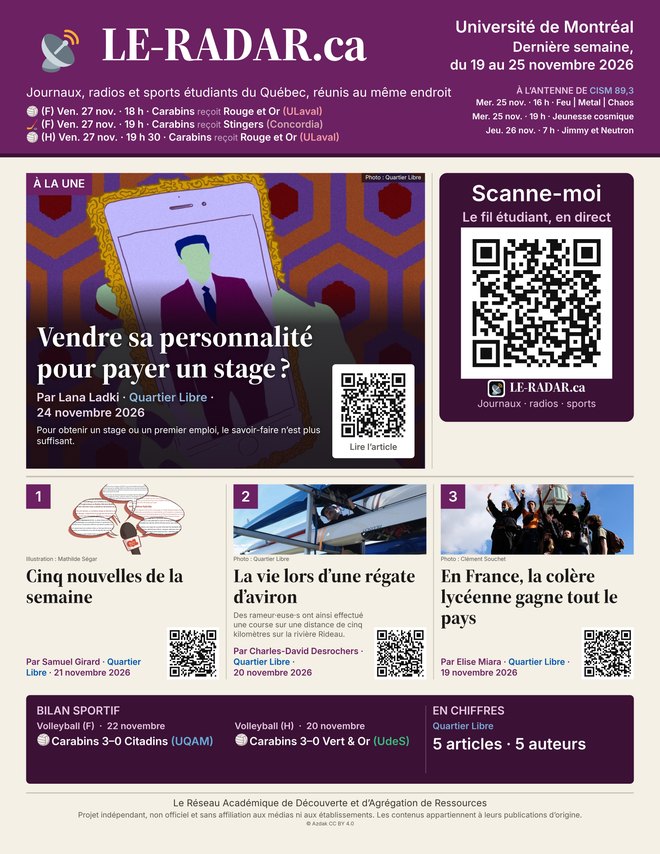 LE-RADAR.ca
Journaux, radios et sports étudiants du Québec, réunis au même endroit
(F) Ven. 27 nov. · 18 h · Carabins reçoit Rouge et Or (ULaval)
(F) Ven. 27 nov. · 19 h · Carabins reçoit Stingers (Concordia)
(H) Ven. 27 nov. · 19 h 30 · Carabins reçoit Rouge et Or (ULaval)
Université de Montréal
Dernière semaine,
du 19 au 25 novembre 2026
À L'ANTENNE DE CISM 89,3
Mer. 25 nov. · 16 h · Feu | Metal | Chaos
Mer. 25 nov. · 19 h · Jeunesse cosmique
Jeu. 26 nov. · 7 h · Jimmy et Neutron
À LA UNE
Photo : Quartier Libre
Vendre sa personnalité
pour payer un stage ?
Par Lana Ladki · Quartier Libre ·
24 novembre 2026
Pour obtenir un stage ou un premier emploi, le savoir-faire n'est plus
suffisant.
Lire l'article
Scanne-moi
Le fil étudiant, en direct
LE-RADAR.ca
Journaux · radios · sports
1
Illustration : Mathilde Ségar
Cinq nouvelles de la
semaine
Par Samuel Girard · Quartier
Libre · 21 novembre 2026
2
Photo : Quartier Libre
La vie lors d'une régate
d'aviron
Des rameur·euse·s ont ainsi effectué
une course sur une distance de cinq
kilomètres sur la rivière Rideau.
Par Charles-David Desrochers ·
Quartier Libre ·
20 novembre 2026
3
Photo : Clément Souchet
En France, la colère
lycéenne gagne tout le
pays
Par Elise Miara · Quartier Libre ·
19 novembre 2026
BILAN SPORTIF
Volleyball (F) · 22 novembre
Carabins 3–0 Citadins (UQAM)
Volleyball (H) · 20 novembre
Carabins 3–0 Vert & Or (UdeS)
EN CHIFFRES
Quartier Libre
5 articles · 5 auteurs
Le Réseau Académique de Découverte et d'Agrégation de Ressources
Projet indépendant, non officiel et sans affiliation aux médias ni aux établissements. Les contenus appartiennent à leurs publications d'origine.
© Azdak CC BY 4.0